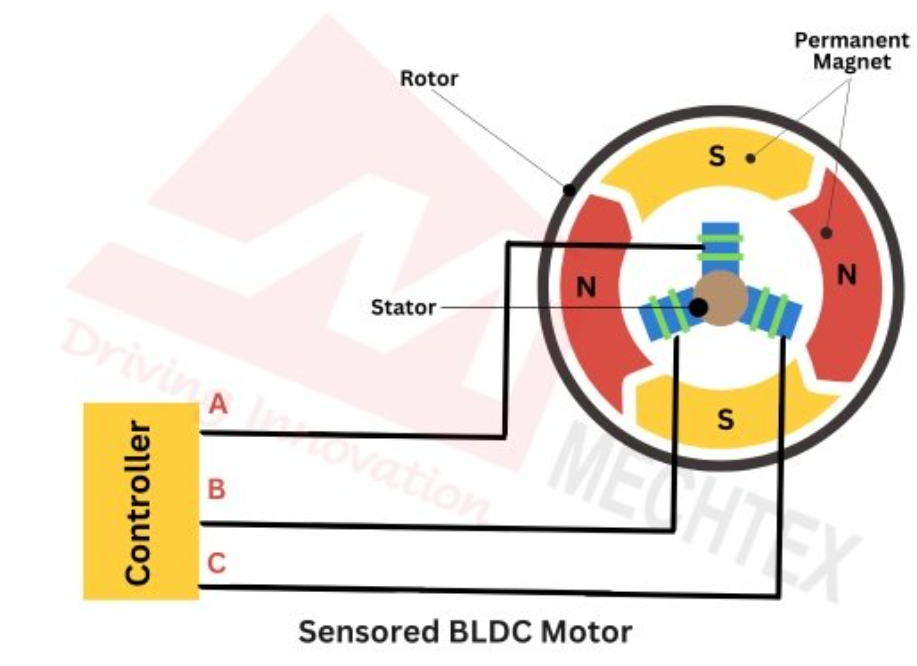 Permanent
Magnet
Rotor
S
N
N
Stator
S
A
B
C
Controller
Driving Innovation
MECHTEX
Sensored BLDC Motor